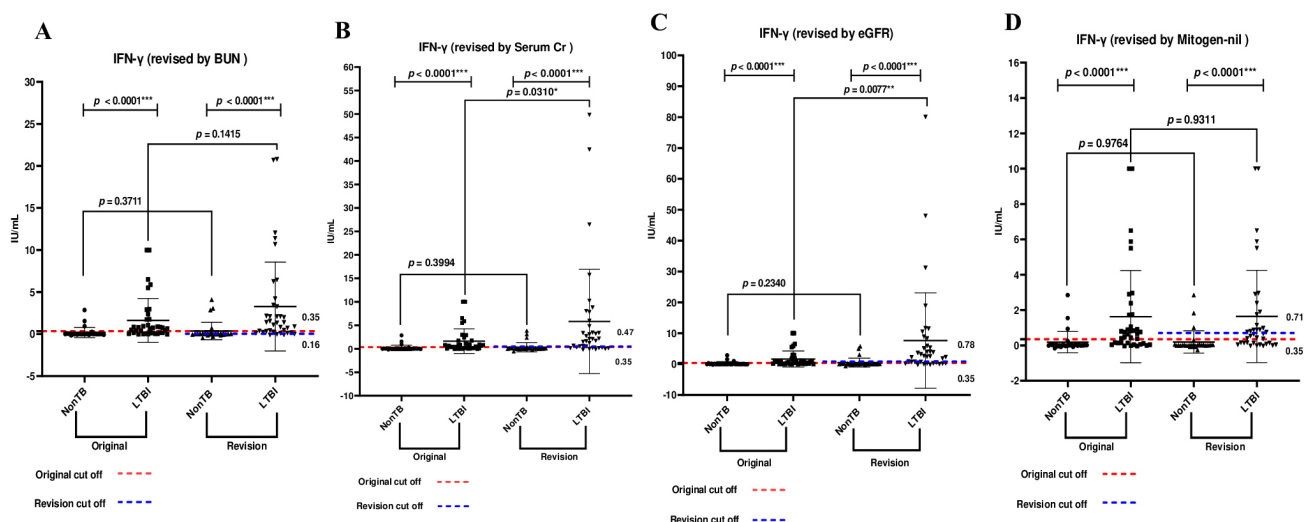 A
IFN-γ (revised by BUN )
p < 0.0001***
p < 0.0001***
p = 0.1415
p = 0.3711
IU/mL
30
25
20
15
10
5
0
-5
0.35
0.16
NonTB
LTBI
NonTB
LTBI
Original
Revision
Original cut off
Revision cut off
B
IFN-γ (revised by Serum Cr )
p < 0.0001***
p < 0.0001***
p = 0.0310*
p = 0.3994
IU/mL
60
55
50
45
40
35
30
25
20
15
10
5
0
-5
-10
0.47
0.35
NonTB
LTBI
NonTB
LTBI
Original
Revision
Original cut off
Revision cut off
C
IFN-γ (revised by eGFR)
p < 0.0001***
p < 0.0001***
p = 0.0077**
p = 0.2340
IU/mL
100
90
80
70
60
50
40
30
20
10
0
-10
0.78
0.35
NonTB
LTBI
NonTB
LTBI
Original
Revision
Original cut off
Revision cut off
D
IFN-γ (revised by Mitogen-nil)
p < 0.0001***
p < 0.0001***
p = 0.9311
p = 0.9764
IU/mL
16
14
12
10
8
6
4
2
0
-2
0.71
0.35
NonTB
LTBI
NonTB
LTBI
Original
Revision
Original cut off
Revision cut off